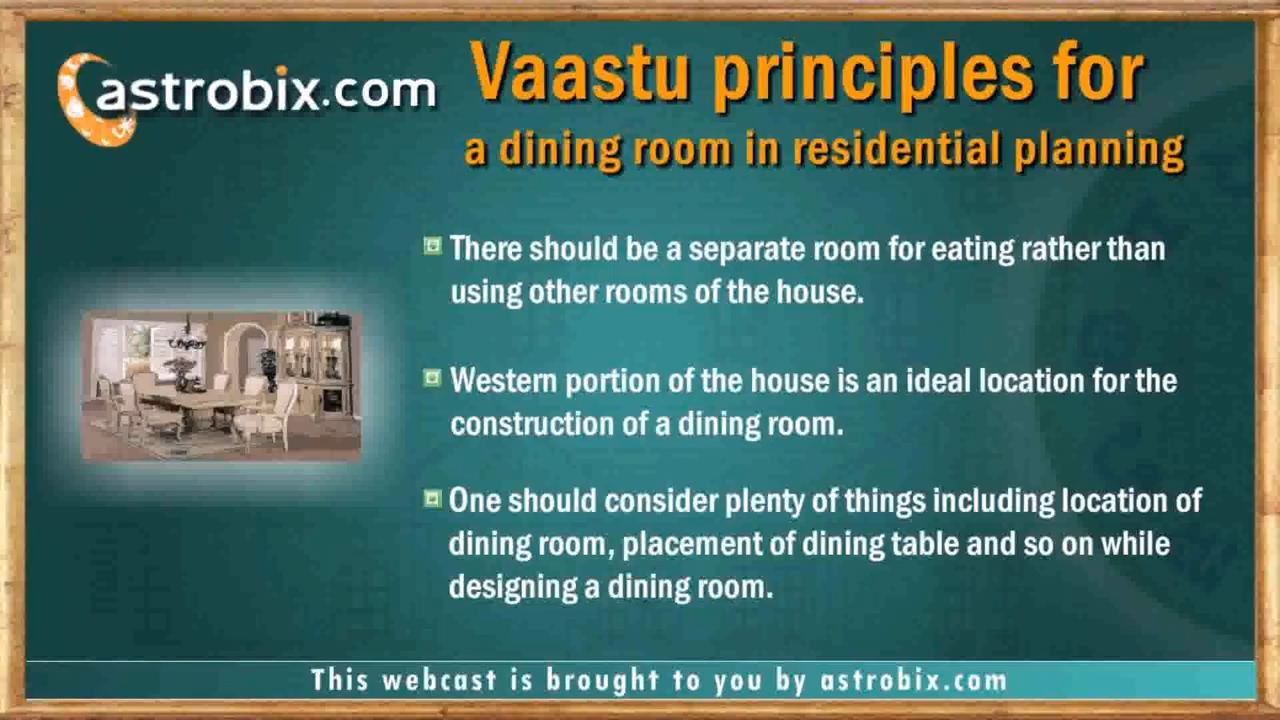 astrobix.com
Vaastu principles for
a dining room in residential planning
There should be a separate room for eating rather than
using other rooms of the house.
Western portion of the house is an ideal location for the
construction of a dining room.
One should consider plenty of things including location of
dining room, placement of dining table and so on while
designing a dining room.
This webcast is brought to you by astrobix.com